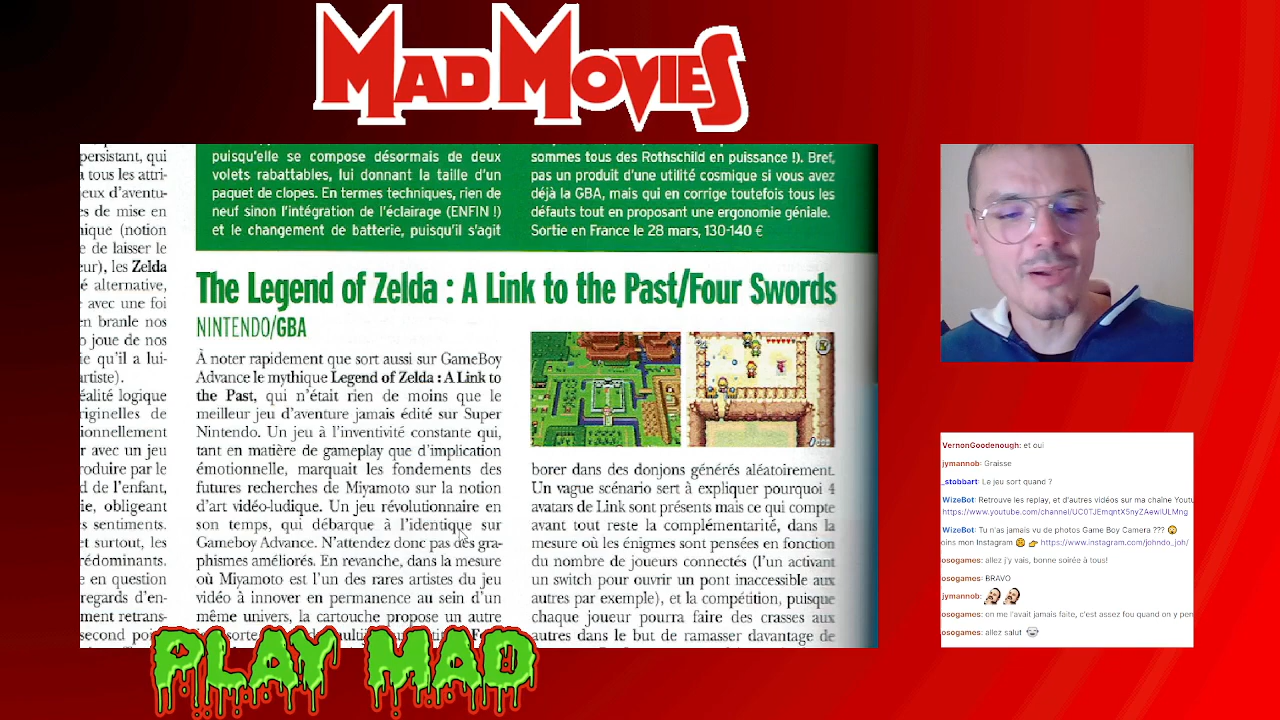 MAD MOVIES
persistant, qui
tous les attri-
eux d'aventu-
es de mise en
nique (notion
e de laisser le
eur), les Zelda
é alternative,
avec une foi
en branle nos
o joue de nos
ie qu'il a lui-
artiste).
éalité logique
riginelles de
ionnellement
r avec un jeu
roduire par le
d de l'enfant,
ie, obligeant
sentiments.
et surtout, les
rédominants.
e en question
regards d'en-
ment retrans-
second poi
puisqu'elle se compose désormais de deux
volets rabattables, lui donnant la taille d'un
paquet de clopes. En termes techniques, rien de
neuf sinon l'intégration de l'éclairage (ENFIN !)
et le changement de batterie, puisqu'il s'agit
sommes tous des Rothschild en puissance !). Bref,
pas un produit d'une utilité cosmique si vous avez
déjà la GBA, mais qui en corrige toutefois tous les
défauts tout en proposant une ergonomie géniale.
Sortie en France le 28 mars, 130-140 €
The Legend of Zelda : A Link to the Past/Four Swords
NINTENDO/GBA
À noter rapidement que sort aussi sur GameBoy
Advance le mythique Legend of Zelda : A Link to
the Past, qui n'était rien de moins que le
meilleur jeu d'aventure jamais édité sur Super
Nintendo. Un jeu à l'inventivité constante qui,
tant en matière de gameplay que d'implication
émotionnelle, marquait les fondements des
futures recherches de Miyamoto sur la notion
d'art vidéo-ludique. Un jeu révolutionnaire en
son temps, qui débarque à l'identique sur
Gameboy Advance. N'attendez donc pas des gra-
phismes améliorés. En revanche, dans la mesure
où Miyamoto est l'un des rares artistes du jeu
vidéo à innover en permanence au sein d'un
même univers, la cartouche propose un autre
borer dans des donjons générés aléatoirement.
Un vague scénario sert à expliquer pourquoi 4
avatars de Link sont présents mais ce qui compte
avant tout reste la complémentarité, dans la
mesure où les énigmes sont pensées en fonction
du nombre de joueurs connectés (l'un activant
un switch pour ouvrir un pont inaccessible aux
autres par exemple), et la compétition, puisque
chaque joueur pourra faire des crasses aux
autres dans le but de ramasser davantage de
PLAY MAD
VernonGoodenough: et oui
jymannob: Graisse
_stobbart: Le jeu sort quand ?
WizeBot: Retrouve les replay, et d'autres vidéos sur ma chaîne Youtu
https://www.youtube.com/channel/UC0TJEmqntX5nyZAewIULMng
WizeBot: Tu n'as jamais vu de photos Game Boy Camera ???
oins mon Instagram https://www.instagram.com/johndo_joh/
osogames: allez j'y vais, bonne soirée à tous!
osogames: BRAVO
jymannob:
osogames: on me l'avait jamais faite, c'est assez fou quand on y pen
osogames: allez salut